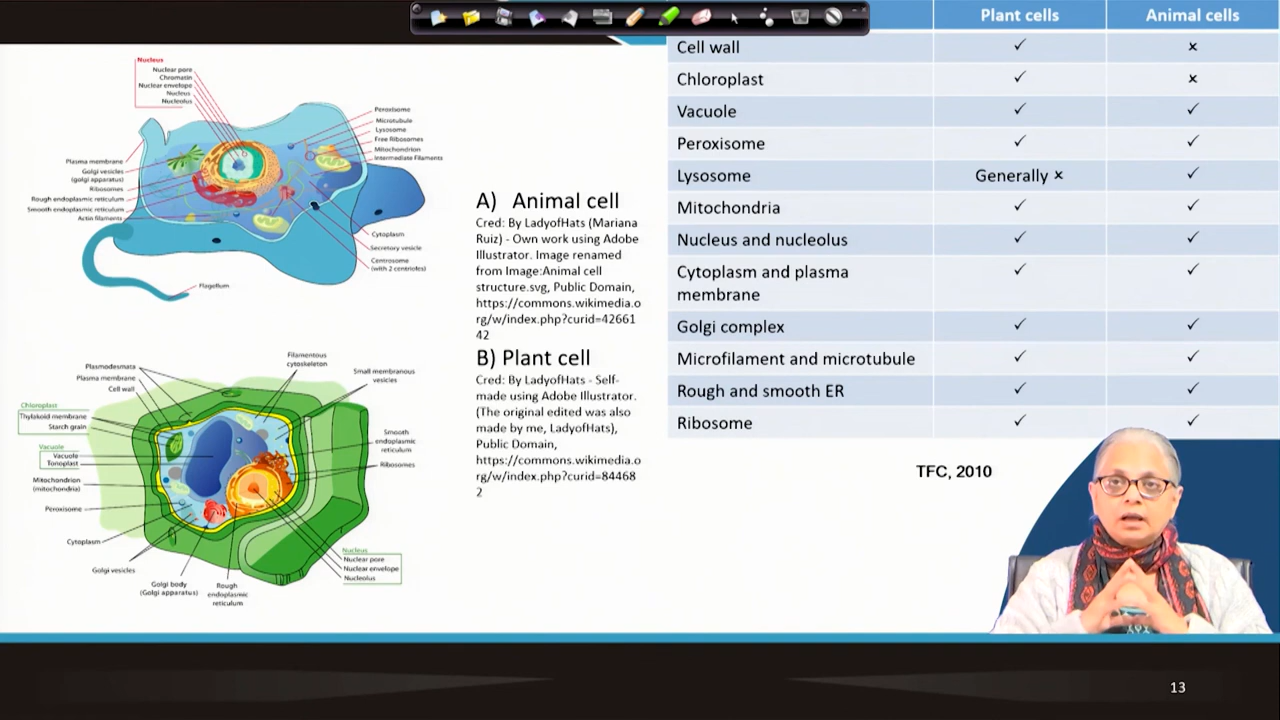 Nucleus
Nuclear pore
Chromatin
Nuclear envelope
Nucleus
Nucleolus
Plasma membrane
Golgi vesicles
(golgi apparatus)
Ribosomes
Rough endoplasmic reticulum
Smooth endoplasmic reticulum
Actin filaments
Peroxisome
Microtubule
Lysosome
Free Ribosomes
Mitochondrion
Intermediate Filaments
Cytoplasm
Secretory vesicle
Centrosome
(with 2 centrioles)
Flagellum
Plasmodesmata
Plasma membrane
Cell wall
Chloroplast
Thylakoid membrane
Starch grain
Vacuole
Vacuole
Tonoplast
Mitochondrion
(mitochondria)
Peroxisome
Cytoplasm
Golgi vesicles
Golgi body
(Golgi apparatus)
Rough
endoplasmic
reticulum
Filamentous
cytoskeleton
Small membranous
vesicles
Smooth
endoplasmic
reticulum
Ribosomes
Nucleus
Nuclear pore
Nuclear envelope
Nucleolus
A) Animal cell
Cred: By LadyofHats (Mariana
Ruiz) - Own work using Adobe
Illustrator. Image renamed
from Image:Animal cell
structure.svg, Public Domain,
https://commons.wikimedia.o
rg/w/index.php?curid=42661
42
B) Plant cell
Cred: By LadyofHats - Self-
made using Adobe Illustrator.
(The original edited was also
made by me, LadyofHats),
Public Domain,
https://commons.wikimedia.o
rg/w/index.php?curid=84468
2
Plant cells Animal cells
Cell wall ✓ ×
Chloroplast ✓ ×
Vacuole ✓ ✓
Peroxisome ✓ ✓
Lysosome Generally × ✓
Mitochondria ✓ ✓
Nucleus and nucleolus ✓ ✓
Cytoplasm and plasma ✓ ✓
membrane
Golgi complex ✓ ✓
Microfilament and microtubule ✓ ✓
Rough and smooth ER ✓ ✓
Ribosome ✓ ✓
TFC, 2010
13